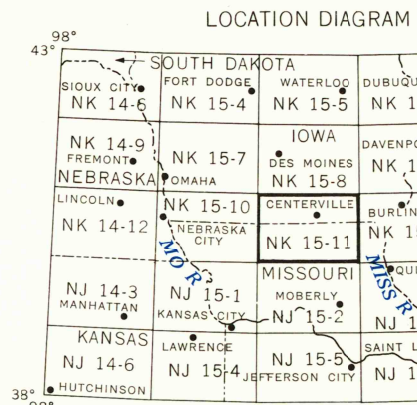 LOCATION DIAGRAM
98°
43°
SOUTH DAKOTA
SIOUX CITY
NK 14-6
FORT DODGE
NK 15-4
WATERLOO
NK 15-5
DUBUQU
NK 1
NK 14-9
FREMONT
NEBRASKA
NK 15-7
OMAHA
IOWA
DES MOINES
NK 15-8
DAVENPO
NK 1
LINCOLN
NK 14-12
NK 15-10
NEBRASKA
CITY
CENTERVILLE
NK 15-11
BURLIN
NK 1
MO R
MISSOURI
MISS R
QUI
NJ 14-3
MANHATTAN
NJ 15-1
KANSAS CITY
MOBERLY
NJ 15-2
NJ 1
KANSAS
NJ 14-6
HUTCHINSON
LAWRENCE
NJ 15-4
NJ 15-5
JEFFERSON CITY
SAINT L
NJ 1
38°